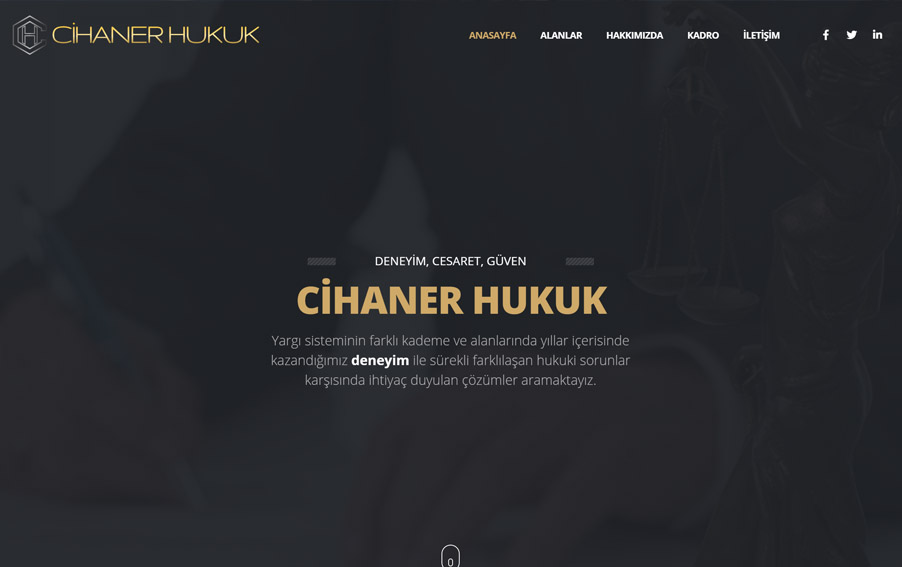 CİHANER HUKUK
ANASAYFA ALANLAR HAKKIMIZDA KADRO İLETİŞİM
DENEYİM, CESARET, GÜVEN
CİHANER HUKUK
Yargı sisteminin farklı kademe ve alanlarında yıllar içerisinde
kazandığımız deneyim ile sürekli farklılaşan hukuki sorunlar
karşısında ihtiyaç duyulan çözümler aramaktayız.